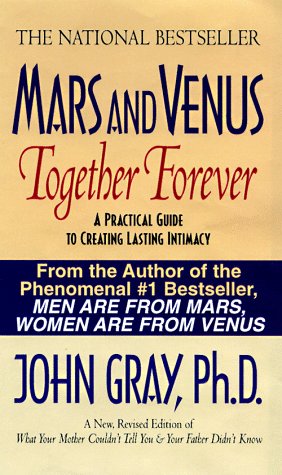 THE NATIONAL BESTSELLER
MARS AND VENUS
Together Forever
A PRACTICAL GUIDE
TO CREATING LASTING INTIMACY
From the Author of the
Phenomenal #1 Bestseller,
MEN ARE FROM MARS,
WOMEN ARE FROM VENUS
JOHN GRAY, Ph.D.
A New, Revised Edition of
What Your Mother Couldn't Tell You & Your Father Didn't Know